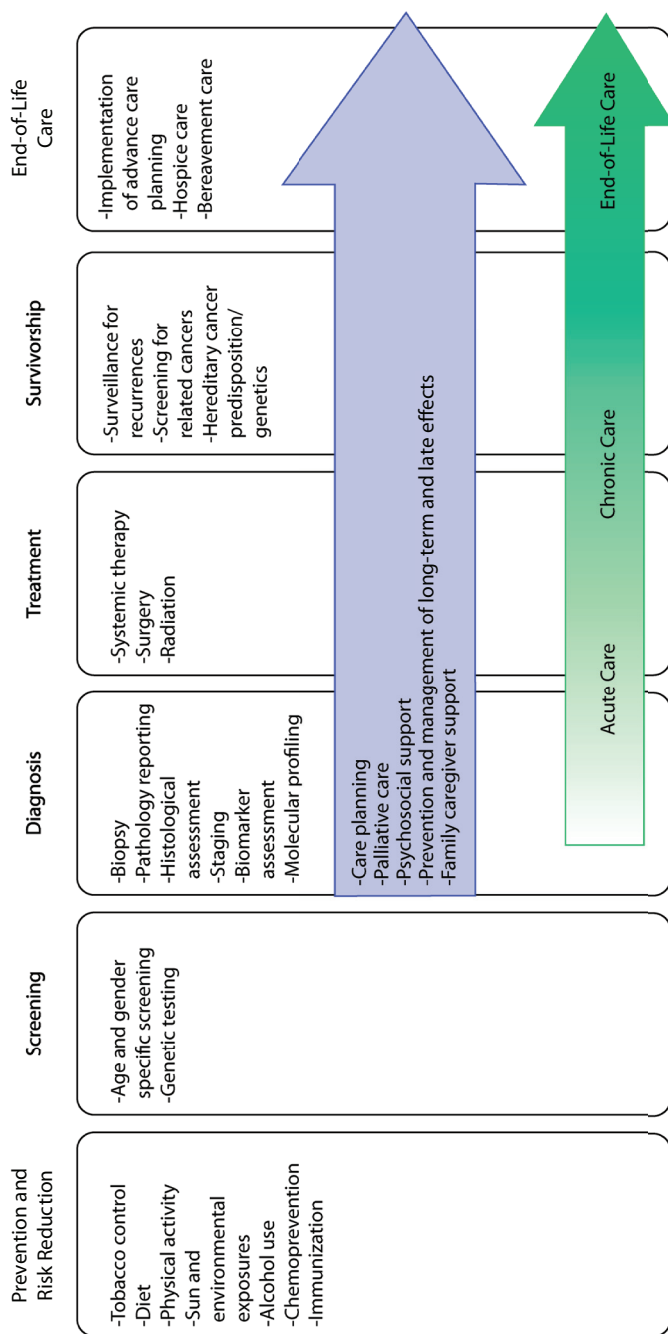 Prevention and
Risk Reduction
-Tobacco control
-Diet
-Physical activity
-Sun and
environmental
exposures
-Alcohol use
-Chemoprevention
-Immunization
Screening
-Age and gender
specific screening
-Genetic testing
Diagnosis
-Biopsy
-Pathology reporting
-Histological
assessment
-Staging
-Biomarker
assessment
-Molecular profiling
Treatment
-Systemic therapy
-Surgery
-Radiation
Survivorship
-Surveillance for
recurrences
-Screening for
related cancers
-Hereditary cancer
predisposition/
genetics
End-of-Life
Care
-Implementation
of advance care
planning
-Hospice care
-Bereavement care
-Care planning
-Palliative care
-Psychosocial support
-Prevention and management of long-term and late effects
-Family caregiver support
Acute Care
Chronic Care
End-of-Life Care